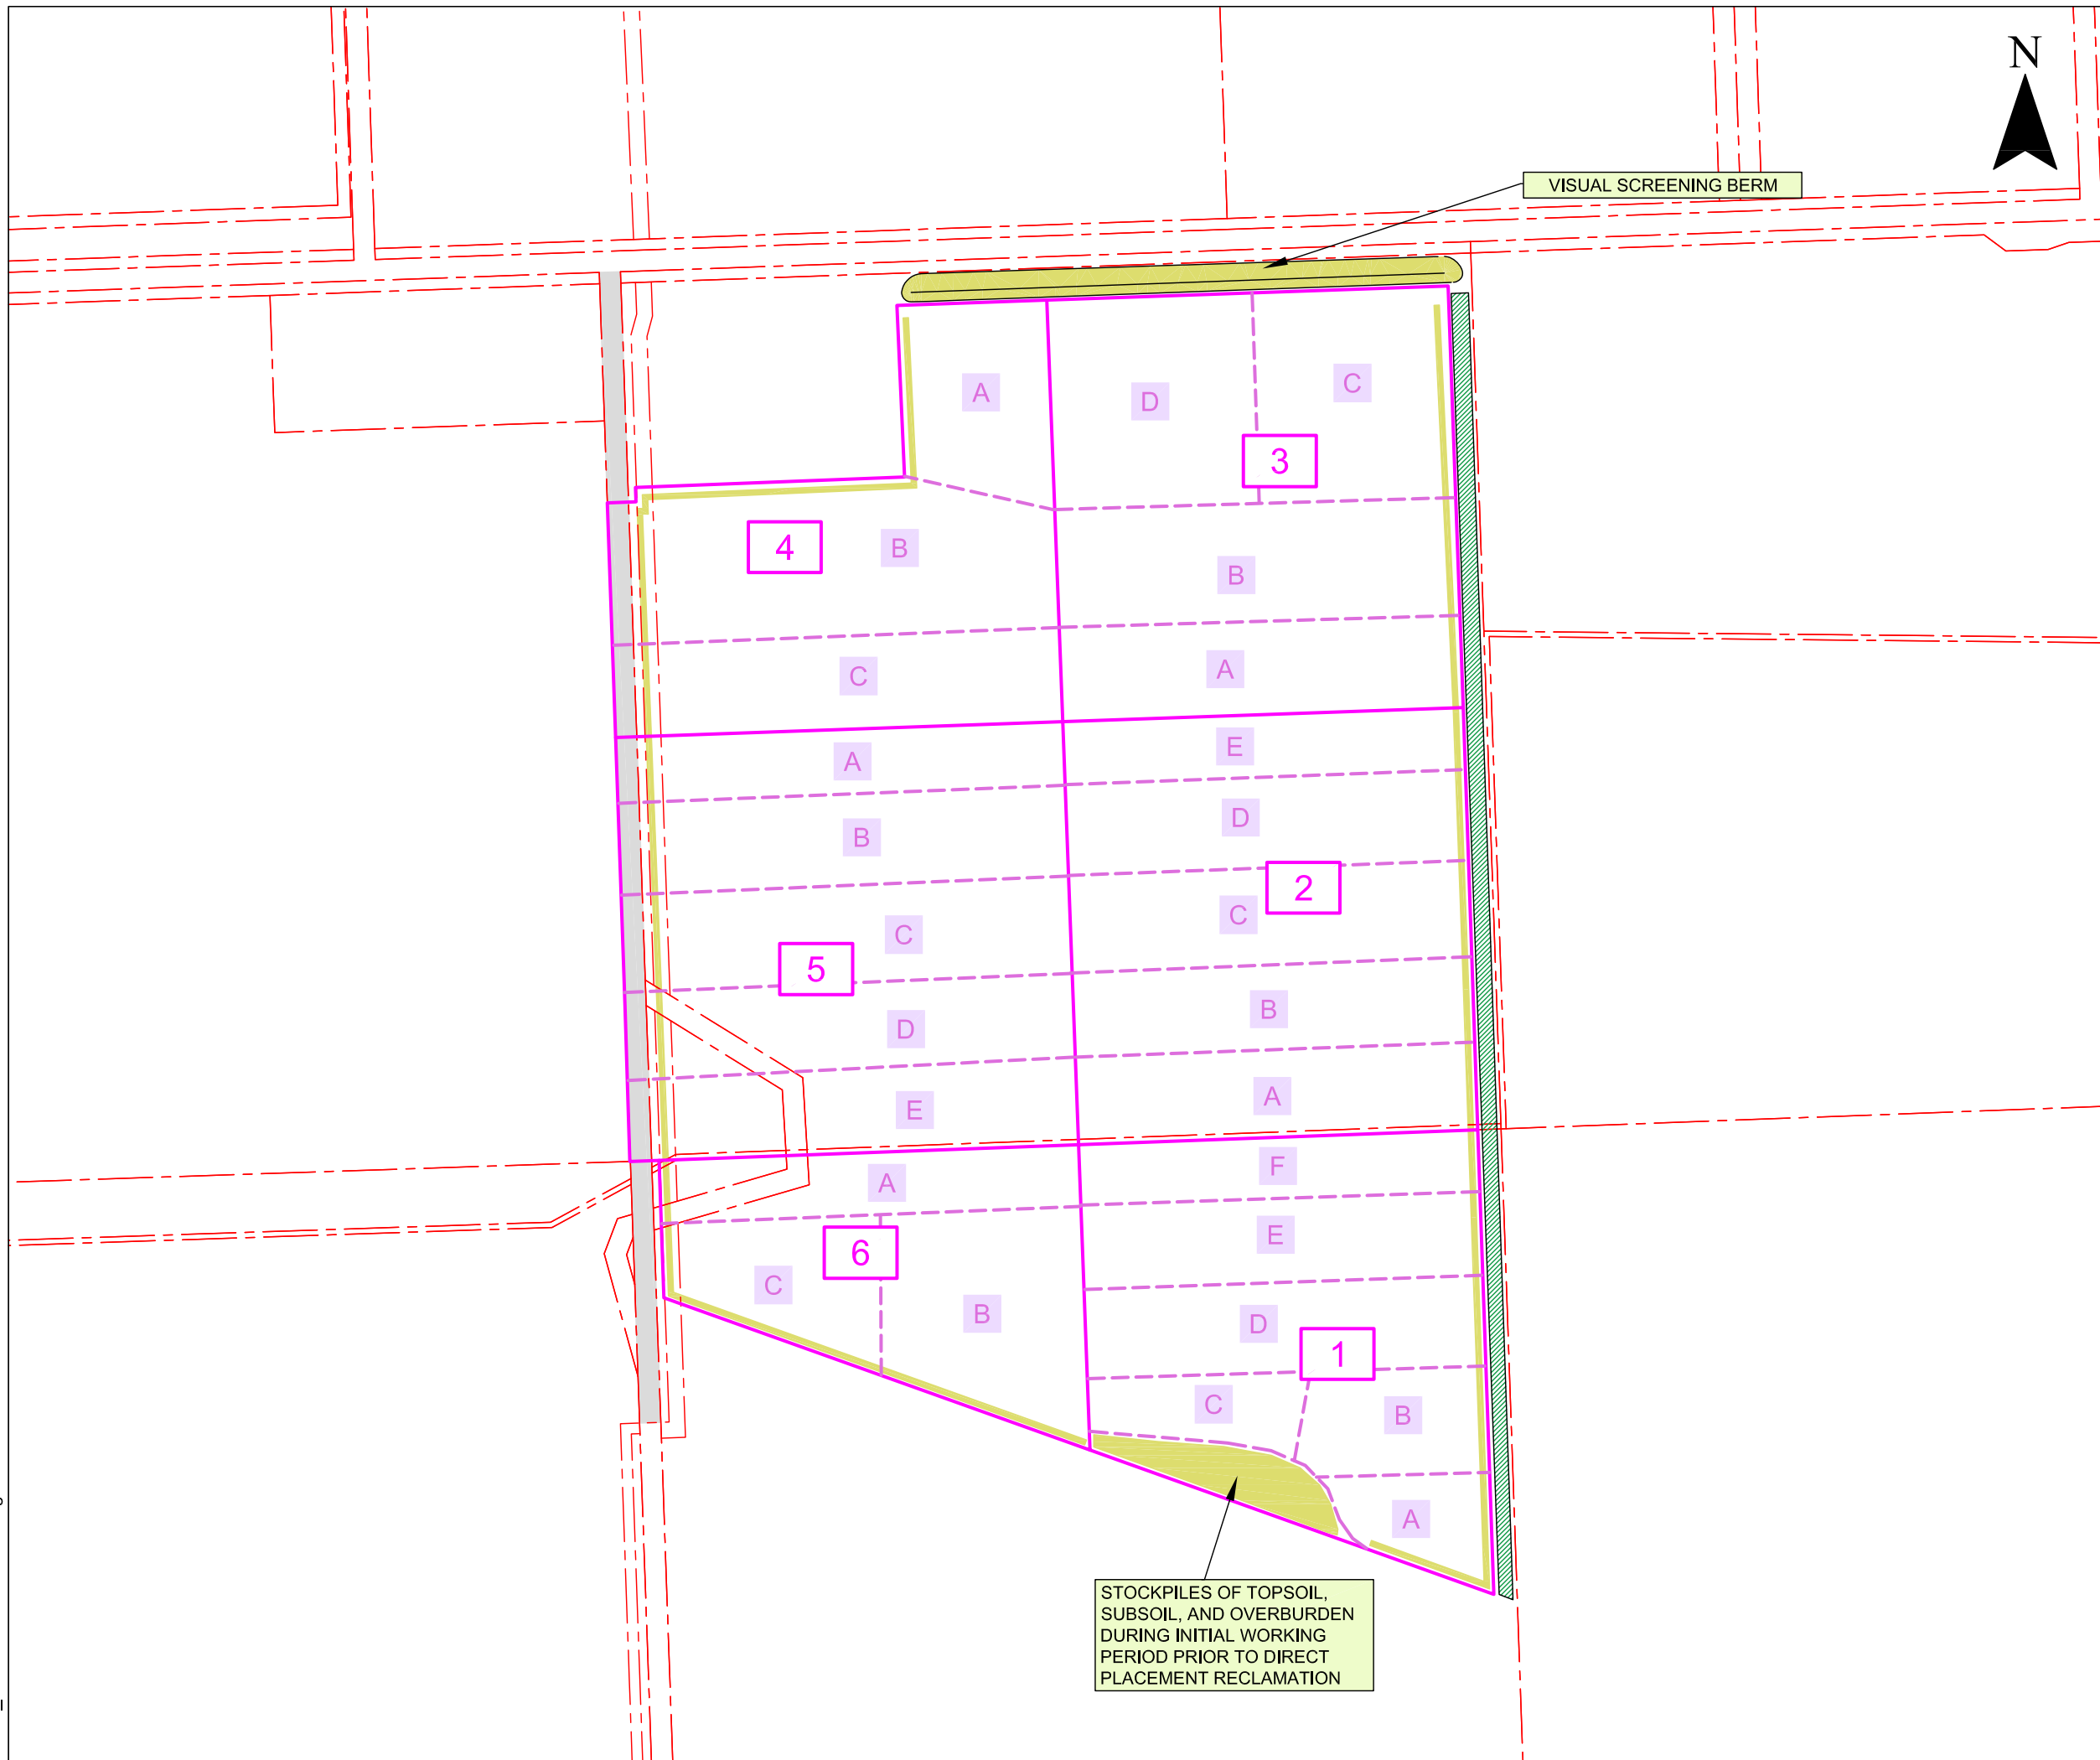 N
VISUAL SCREENING BERM
A
D
C
3
4
B
B
C
A
A
E
B
D
2
C
C
5
B
D
A
E
F
A
E
6
C
B
D
1
C
B
A
STOCKPILES OF TOPSOIL,
SUBSOIL, AND OVERBURDEN
DURING INITIAL WORKING
PERIOD PRIOR TO DIRECT
PLACEMENT RECLAMATION